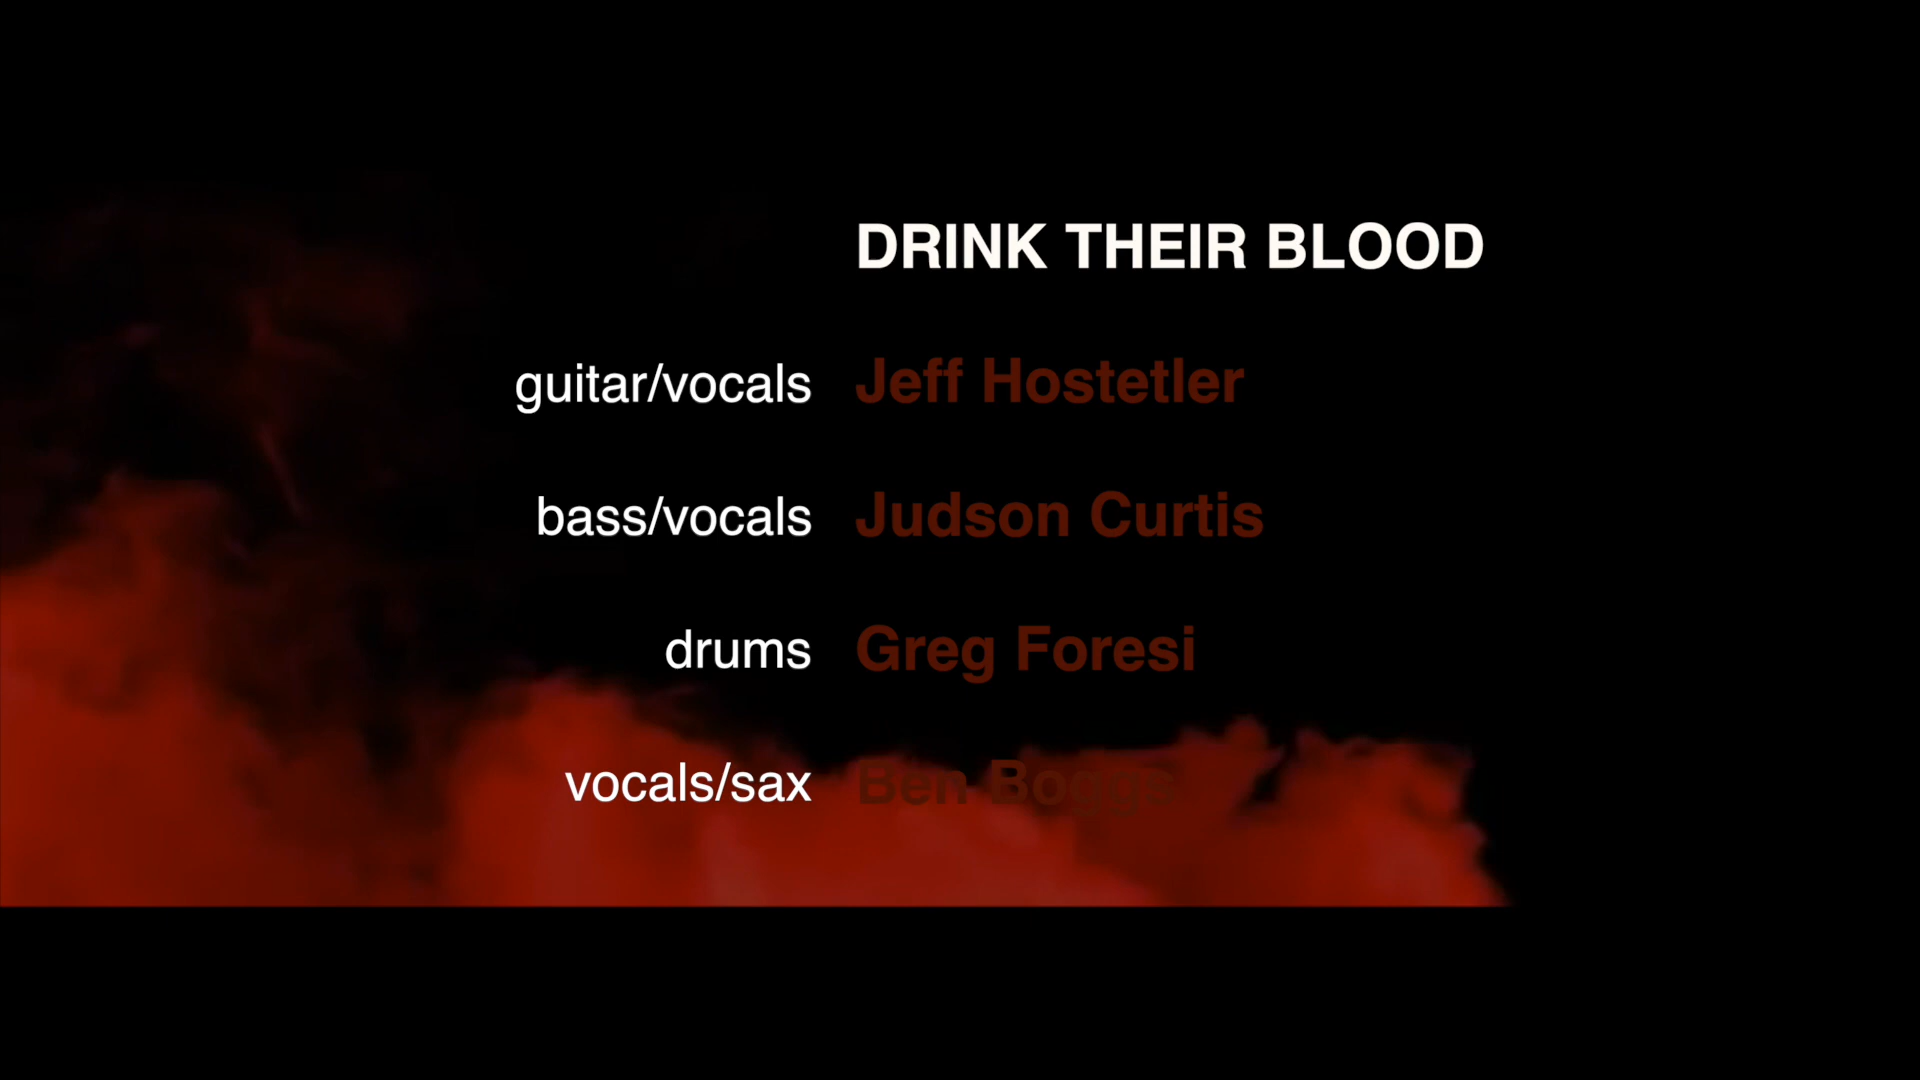 DRINK THEIR BLOOD
guitar/vocals Jeff Hostetler
bass/vocals Judson Curtis
drums Greg Foresi
vocals/sax Ben Boggs